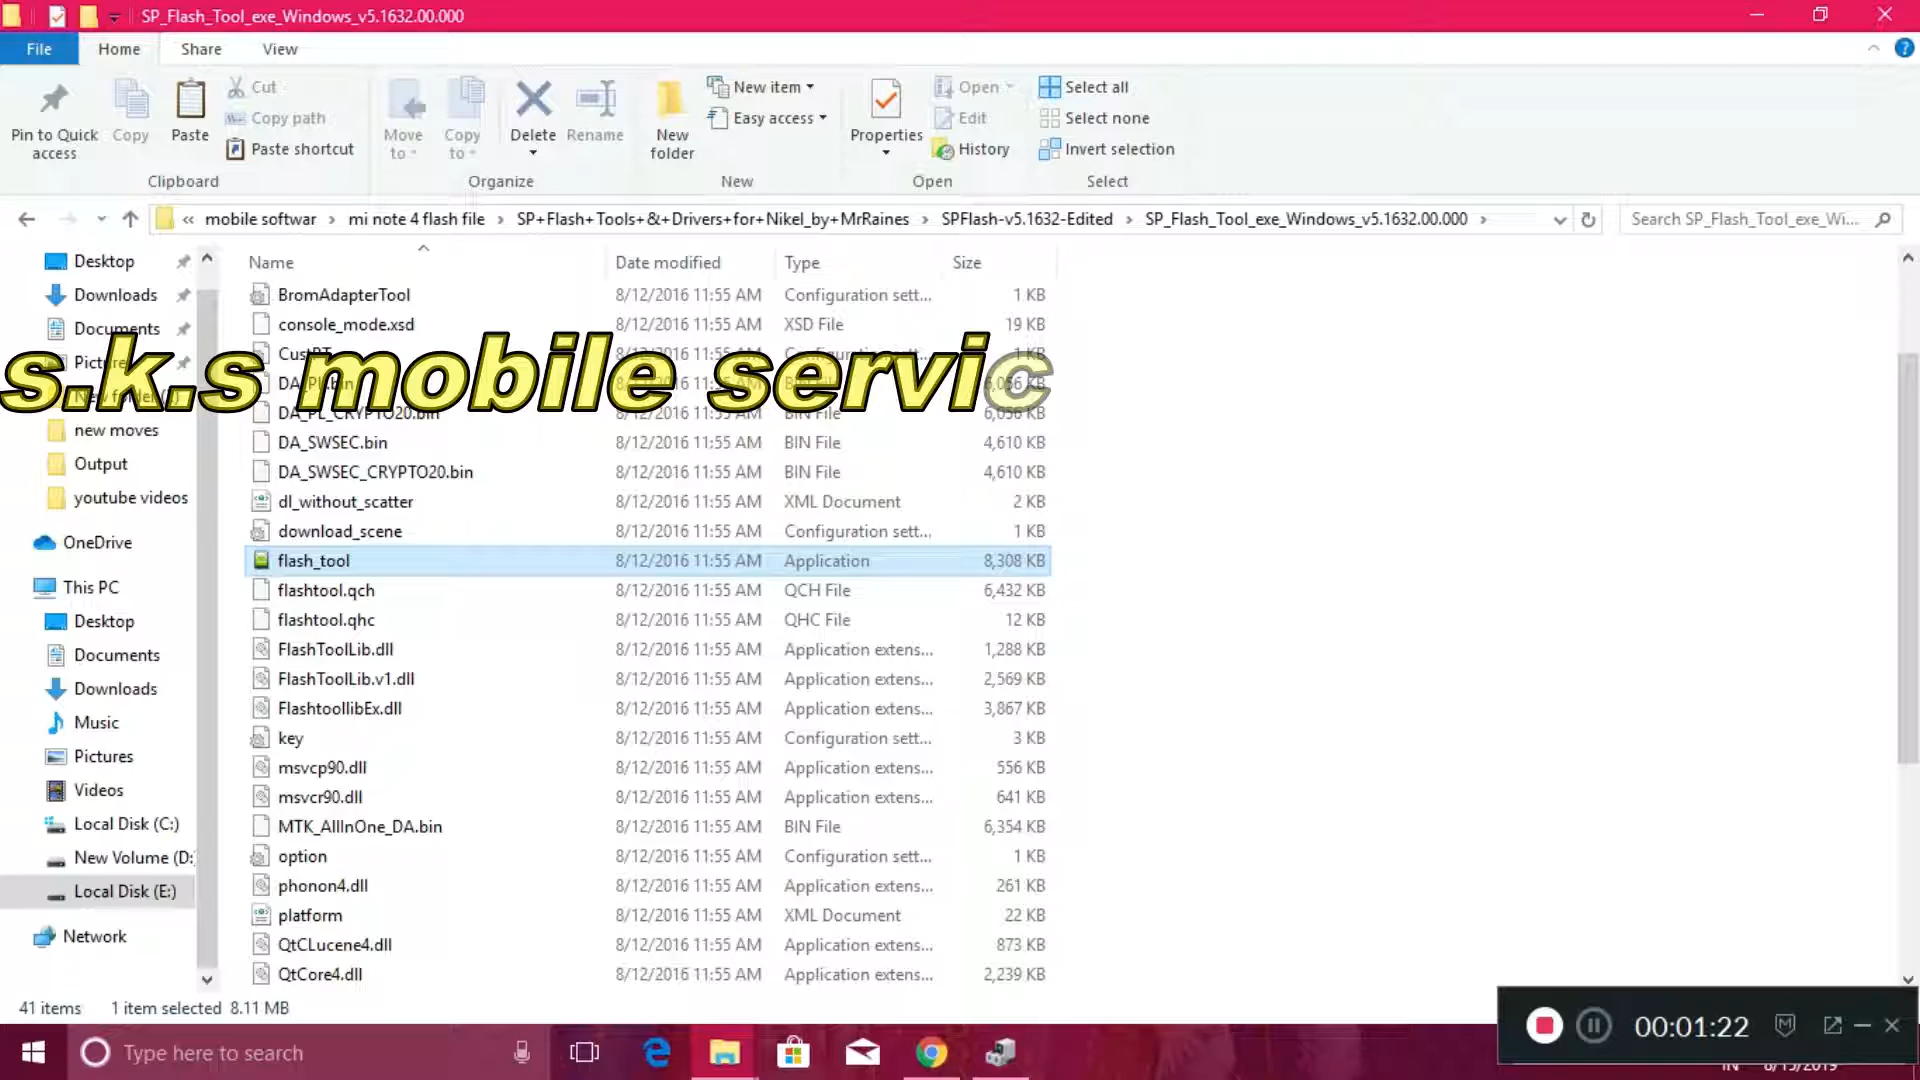 SP_Flash_Tool_exe_Windows_v5.1632.00.000
File Home Share View
Pin to Quick access
Copy
Paste
Cut
Copy path
Paste shortcut
Move to
Copy to
Delete
Rename
New folder
New item
Easy access
Properties
Open
Edit
History
Select all
Select none
Invert selection
Clipboard Organize New Open Select
« mobile softwar › mi note 4 flash file › SP+Flash+Tools+&+Drivers+for+Nikel_by+MrRaines › SPFlash-v5.1632-Edited › SP_Flash_Tool_exe_Windows_v5.1632.00.000 ›
Search SP_Flash_Tool_exe_Wi...
Desktop
Downloads
Documents
new moves
Output
youtube videos
OneDrive
This PC
Desktop
Documents
Downloads
Music
Pictures
Videos
Local Disk (C:)
New Volume (D:
Local Disk (E:)
Network
Name Date modified Type Size
BromAdapterTool 8/12/2016 11:55 AM Configuration sett... 1 KB
console_mode.xsd 8/12/2016 11:55 AM XSD File 19 KB
s.k.s mobile servic
DA_PL_CRYPTO20.bin 8/12/2016 11:55 AM BIN File 6,056 KB
DA_SWSEC.bin 8/12/2016 11:55 AM BIN File 4,610 KB
DA_SWSEC_CRYPTO20.bin 8/12/2016 11:55 AM BIN File 4,610 KB
dl_without_scatter 8/12/2016 11:55 AM XML Document 2 KB
download_scene 8/12/2016 11:55 AM Configuration sett... 1 KB
flash_tool 8/12/2016 11:55 AM Application 8,308 KB
flashtool.qch 8/12/2016 11:55 AM QCH File 6,432 KB
flashtool.qhc 8/12/2016 11:55 AM QHC File 12 KB
FlashToolLib.dll 8/12/2016 11:55 AM Application extens... 1,288 KB
FlashToolLib.v1.dll 8/12/2016 11:55 AM Application extens... 2,569 KB
FlashtoollibEx.dll 8/12/2016 11:55 AM Application extens... 3,867 KB
key 8/12/2016 11:55 AM Configuration sett... 3 KB
msvcp90.dll 8/12/2016 11:55 AM Application extens... 556 KB
msvcr90.dll 8/12/2016 11:55 AM Application extens... 641 KB
MTK_AllInOne_DA.bin 8/12/2016 11:55 AM BIN File 6,354 KB
option 8/12/2016 11:55 AM Configuration sett... 1 KB
phonon4.dll 8/12/2016 11:55 AM Application extens... 261 KB
platform 8/12/2016 11:55 AM XML Document 22 KB
QtCLucene4.dll 8/12/2016 11:55 AM Application extens... 873 KB
QtCore4.dll 8/12/2016 11:55 AM Application extens... 2,239 KB
41 items 1 item selected 8.11 MB
00:01:22
Type here to search
8/15/2019